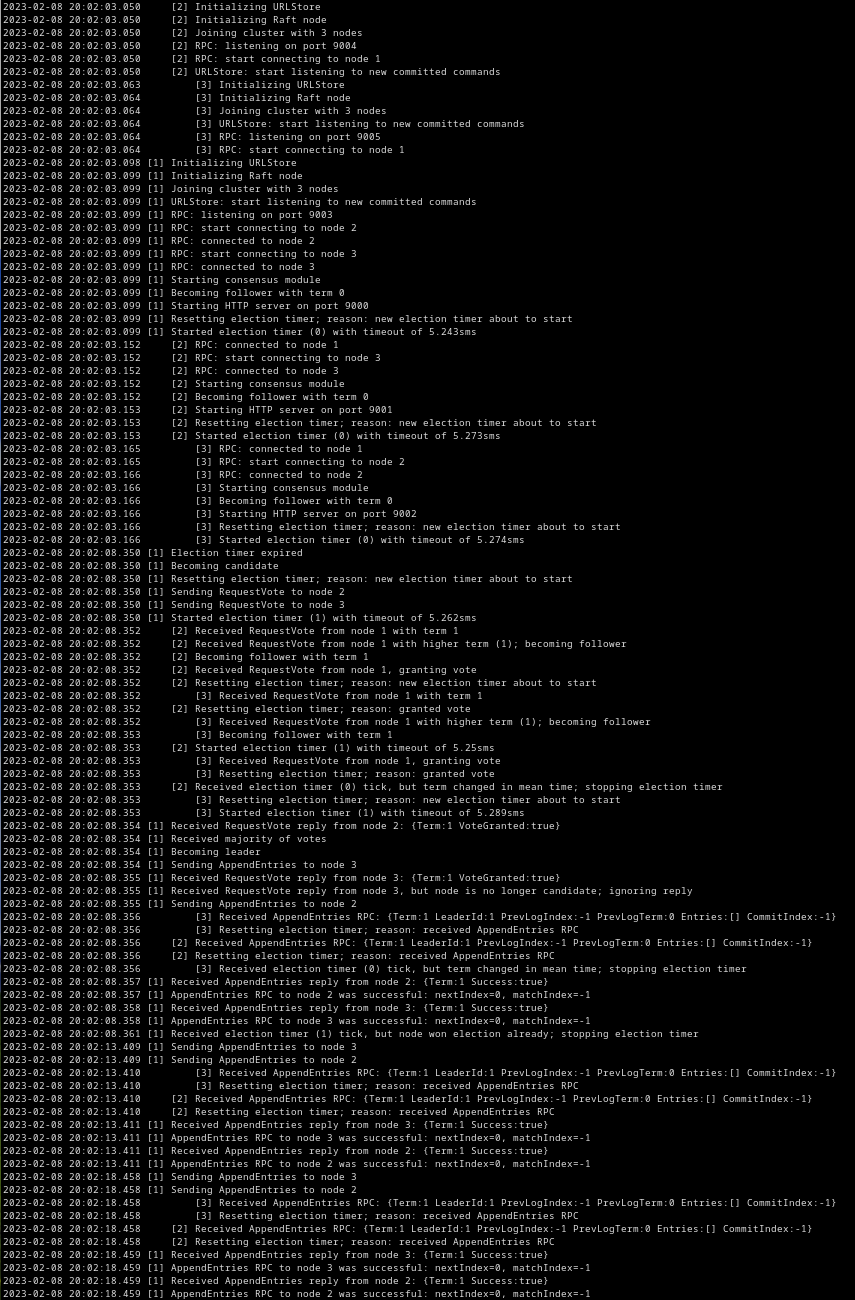 2023-02-08 20:02:03.050     [2] Initializing URLStore
2023-02-08 20:02:03.050     [2] Initializing Raft node
2023-02-08 20:02:03.050     [2] Joining cluster with 3 nodes
2023-02-08 20:02:03.050     [2] RPC: listening on port 9004
2023-02-08 20:02:03.050     [2] RPC: start connecting to node 1
2023-02-08 20:02:03.050     [2] URLStore: start listening to new committed commands
2023-02-08 20:02:03.063         [3] Initializing URLStore
2023-02-08 20:02:03.064         [3] Initializing Raft node
2023-02-08 20:02:03.064         [3] Joining cluster with 3 nodes
2023-02-08 20:02:03.064         [3] URLStore: start listening to new committed commands
2023-02-08 20:02:03.064         [3] RPC: listening on port 9005
2023-02-08 20:02:03.064         [3] RPC: start connecting to node 1
2023-02-08 20:02:03.098 [1] Initializing URLStore
2023-02-08 20:02:03.099 [1] Initializing Raft node
2023-02-08 20:02:03.099 [1] Joining cluster with 3 nodes
2023-02-08 20:02:03.099 [1] URLStore: start listening to new committed commands
2023-02-08 20:02:03.099 [1] RPC: listening on port 9003
2023-02-08 20:02:03.099 [1] RPC: start connecting to node 2
2023-02-08 20:02:03.099 [1] RPC: connected to node 2
2023-02-08 20:02:03.099 [1] RPC: start connecting to node 3
2023-02-08 20:02:03.099 [1] RPC: connected to node 3
2023-02-08 20:02:03.099 [1] Starting consensus module
2023-02-08 20:02:03.099 [1] Becoming follower with term 0
2023-02-08 20:02:03.099 [1] Starting HTTP server on port 9000
2023-02-08 20:02:03.099 [1] Resetting election timer; reason: new election timer about to start
2023-02-08 20:02:03.099 [1] Started election timer (0) with timeout of 5.243sms
2023-02-08 20:02:03.152     [2] RPC: connected to node 1
2023-02-08 20:02:03.152     [2] RPC: start connecting to node 3
2023-02-08 20:02:03.152     [2] RPC: connected to node 3
2023-02-08 20:02:03.152     [2] Starting consensus module
2023-02-08 20:02:03.152     [2] Becoming follower with term 0
2023-02-08 20:02:03.153     [2] Starting HTTP server on port 9001
2023-02-08 20:02:03.153     [2] Resetting election timer; reason: new election timer about to start
2023-02-08 20:02:03.153     [2] Started election timer (0) with timeout of 5.273sms
2023-02-08 20:02:03.165         [3] RPC: connected to node 1
2023-02-08 20:02:03.165         [3] RPC: start connecting to node 2
2023-02-08 20:02:03.166         [3] RPC: connected to node 2
2023-02-08 20:02:03.166         [3] Starting consensus module
2023-02-08 20:02:03.166         [3] Becoming follower with term 0
2023-02-08 20:02:03.166         [3] Starting HTTP server on port 9002
2023-02-08 20:02:03.166         [3] Resetting election timer; reason: new election timer about to start
2023-02-08 20:02:03.166         [3] Started election timer (0) with timeout of 5.274sms
2023-02-08 20:02:08.350 [1] Election timer expired
2023-02-08 20:02:08.350 [1] Becoming candidate
2023-02-08 20:02:08.350 [1] Resetting election timer; reason: new election timer about to start
2023-02-08 20:02:08.350 [1] Sending RequestVote to node 2
2023-02-08 20:02:08.350 [1] Sending RequestVote to node 3
2023-02-08 20:02:08.350 [1] Started election timer (1) with timeout of 5.262sms
2023-02-08 20:02:08.352     [2] Received RequestVote from node 1 with term 1
2023-02-08 20:02:08.352     [2] Received RequestVote from node 1 with higher term (1); becoming follower
2023-02-08 20:02:08.352     [2] Becoming follower with term 1
2023-02-08 20:02:08.352     [2] Received RequestVote from node 1, granting vote
2023-02-08 20:02:08.352     [2] Resetting election timer; reason: new election timer about to start
2023-02-08 20:02:08.352         [3] Received RequestVote from node 1 with term 1
2023-02-08 20:02:08.352     [2] Resetting election timer; reason: granted vote
2023-02-08 20:02:08.352         [3] Received RequestVote from node 1 with higher term (1); becoming follower
2023-02-08 20:02:08.353         [3] Becoming follower with term 1
2023-02-08 20:02:08.353     [2] Started election timer (1) with timeout of 5.25sms
2023-02-08 20:02:08.353         [3] Received RequestVote from node 1, granting vote
2023-02-08 20:02:08.353         [3] Resetting election timer; reason: granted vote
2023-02-08 20:02:08.353     [2] Received election timer (0) tick, but term changed in mean time; stopping election timer
2023-02-08 20:02:08.353         [3] Resetting election timer; reason: new election timer about to start
2023-02-08 20:02:08.353         [3] Started election timer (1) with timeout of 5.289sms
2023-02-08 20:02:08.354 [1] Received RequestVote reply from node 2: {Term:1 VoteGranted:true}
2023-02-08 20:02:08.354 [1] Received majority of votes
2023-02-08 20:02:08.354 [1] Becoming leader
2023-02-08 20:02:08.354 [1] Sending AppendEntries to node 3
2023-02-08 20:02:08.355 [1] Received RequestVote reply from node 3: {Term:1 VoteGranted:true}
2023-02-08 20:02:08.355 [1] Received RequestVote reply from node 3, but node is no longer candidate; ignoring reply
2023-02-08 20:02:08.355 [1] Sending AppendEntries to node 2
2023-02-08 20:02:08.356         [3] Received AppendEntries RPC: {Term:1 LeaderId:1 PrevLogIndex:-1 PrevLogTerm:0 Entries:[] CommitIndex:-1}
2023-02-08 20:02:08.356         [3] Resetting election timer; reason: received AppendEntries RPC
2023-02-08 20:02:08.356     [2] Received AppendEntries RPC: {Term:1 LeaderId:1 PrevLogIndex:-1 PrevLogTerm:0 Entries:[] CommitIndex:-1}
2023-02-08 20:02:08.356     [2] Resetting election timer; reason: received AppendEntries RPC
2023-02-08 20:02:08.356         [3] Received election timer (0) tick, but term changed in mean time; stopping election timer
2023-02-08 20:02:08.357 [1] Received AppendEntries reply from node 2: {Term:1 Success:true}
2023-02-08 20:02:08.357 [1] AppendEntries RPC to node 2 was successful: nextIndex=0, matchIndex=-1
2023-02-08 20:02:08.358 [1] Received AppendEntries reply from node 3: {Term:1 Success:true}
2023-02-08 20:02:08.358 [1] AppendEntries RPC to node 3 was successful: nextIndex=0, matchIndex=-1
2023-02-08 20:02:08.361 [1] Received election timer (1) tick, but node won election already; stopping election timer
2023-02-08 20:02:13.409 [1] Sending AppendEntries to node 3
2023-02-08 20:02:13.409 [1] Sending AppendEntries to node 2
2023-02-08 20:02:13.410         [3] Received AppendEntries RPC: {Term:1 LeaderId:1 PrevLogIndex:-1 PrevLogTerm:0 Entries:[] CommitIndex:-1}
2023-02-08 20:02:13.410         [3] Resetting election timer; reason: received AppendEntries RPC
2023-02-08 20:02:13.410     [2] Received AppendEntries RPC: {Term:1 LeaderId:1 PrevLogIndex:-1 PrevLogTerm:0 Entries:[] CommitIndex:-1}
2023-02-08 20:02:13.410     [2] Resetting election timer; reason: received AppendEntries RPC
2023-02-08 20:02:13.411 [1] Received AppendEntries reply from node 3: {Term:1 Success:true}
2023-02-08 20:02:13.411 [1] AppendEntries RPC to node 3 was successful: nextIndex=0, matchIndex=-1
2023-02-08 20:02:13.411 [1] Received AppendEntries reply from node 2: {Term:1 Success:true}
2023-02-08 20:02:13.411 [1] AppendEntries RPC to node 2 was successful: nextIndex=0, matchIndex=-1
2023-02-08 20:02:18.458 [1] Sending AppendEntries to node 3
2023-02-08 20:02:18.458 [1] Sending AppendEntries to node 2
2023-02-08 20:02:18.458         [3] Received AppendEntries RPC: {Term:1 LeaderId:1 PrevLogIndex:-1 PrevLogTerm:0 Entries:[] CommitIndex:-1}
2023-02-08 20:02:18.458         [3] Resetting election timer; reason: received AppendEntries RPC
2023-02-08 20:02:18.458     [2] Received AppendEntries RPC: {Term:1 LeaderId:1 PrevLogIndex:-1 PrevLogTerm:0 Entries:[] CommitIndex:-1}
2023-02-08 20:02:18.458     [2] Resetting election timer; reason: received AppendEntries RPC
2023-02-08 20:02:18.459 [1] Received AppendEntries reply from node 3: {Term:1 Success:true}
2023-02-08 20:02:18.459 [1] AppendEntries RPC to node 3 was successful: nextIndex=0, matchIndex=-1
2023-02-08 20:02:18.459 [1] Received AppendEntries reply from node 2: {Term:1 Success:true}
2023-02-08 20:02:18.459 [1] AppendEntries RPC to node 2 was successful: nextIndex=0, matchIndex=-1